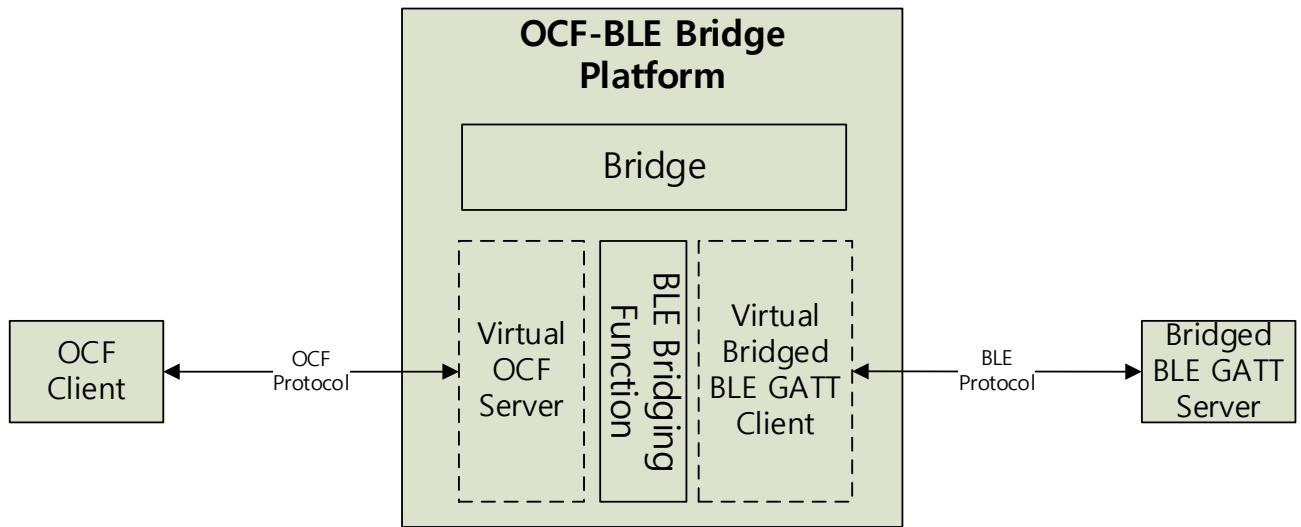 OCF-BLE Bridge
Platform
Bridge
OCF
Client
OCF
Protocol
Virtual
OCF
Server
BLE Bridging
Function
Virtual
Bridged
BLE GATT
Client
BLE
Protocol
Bridged
BLE GATT
Server